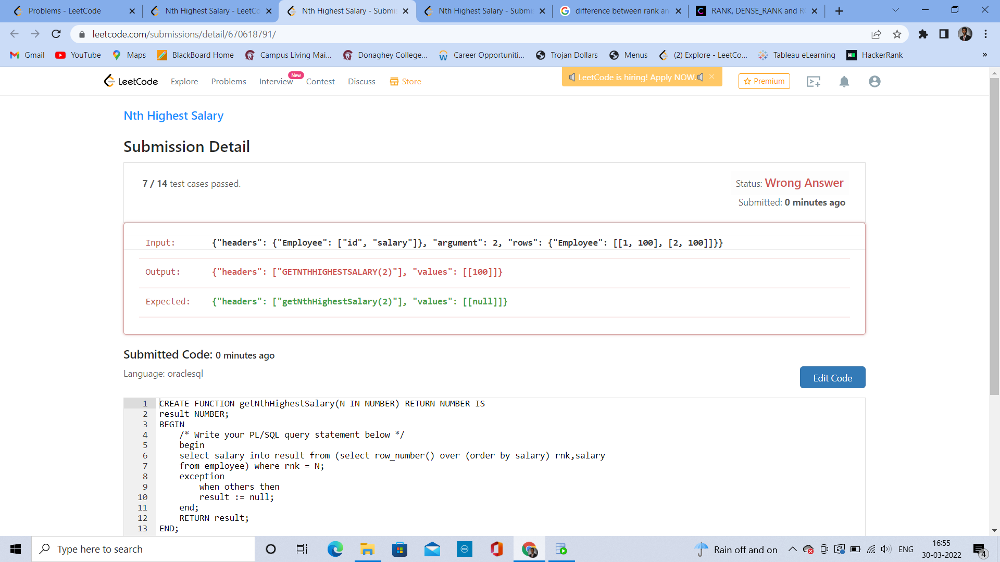 Problems - LeetCode
Nth Highest Salary - LeetCo
Nth Highest Salary - Submis
Nth Highest Salary - Submis
difference between rank an
RANK, DENSE_RANK and R
leetcode.com/submissions/detail/670618791/
Gmail
YouTube
Maps
BlackBoard Home
Campus Living Mai...
Donaghey College...
Career Opportuniti...
Trojan Dollars
Menus
(2) Explore - LeetCo...
Tableau eLearning
HackerRank
»
LeetCode
Explore
Problems
Interview
New
Contest
Discuss
Store
LeetCode is hiring! Apply NOW.
Premium
Nth Highest Salary
Submission Detail
7 / 14 test cases passed.
Status: Wrong Answer
Submitted: 0 minutes ago
Input: {"headers": {"Employee": ["id", "salary"]}, "argument": 2, "rows": {"Employee": [[1, 100], [2, 100]]}}
Output: {"headers": ["GETNTHHIGHESTSALARY(2)"], "values": [[100]]}
Expected: {"headers": ["getNthHighestSalary(2)"], "values": [[null]]}
Submitted Code: 0 minutes ago
Language: oraclesql
Edit Code
1 CREATE FUNCTION getNthHighestSalary(N IN NUMBER) RETURN NUMBER IS
2 result NUMBER;
3 BEGIN
4 /* Write your PL/SQL query statement below */
5 begin
6 select salary into result from (select row_number() over (order by salary) rnk,salary
7 from employee) where rnk = N;
8 exception
9 when others then
10 result := null;
11 end;
12 RETURN result;
13 END;
Type here to search
Rain off and on
ENG
16:55
30-03-2022
4